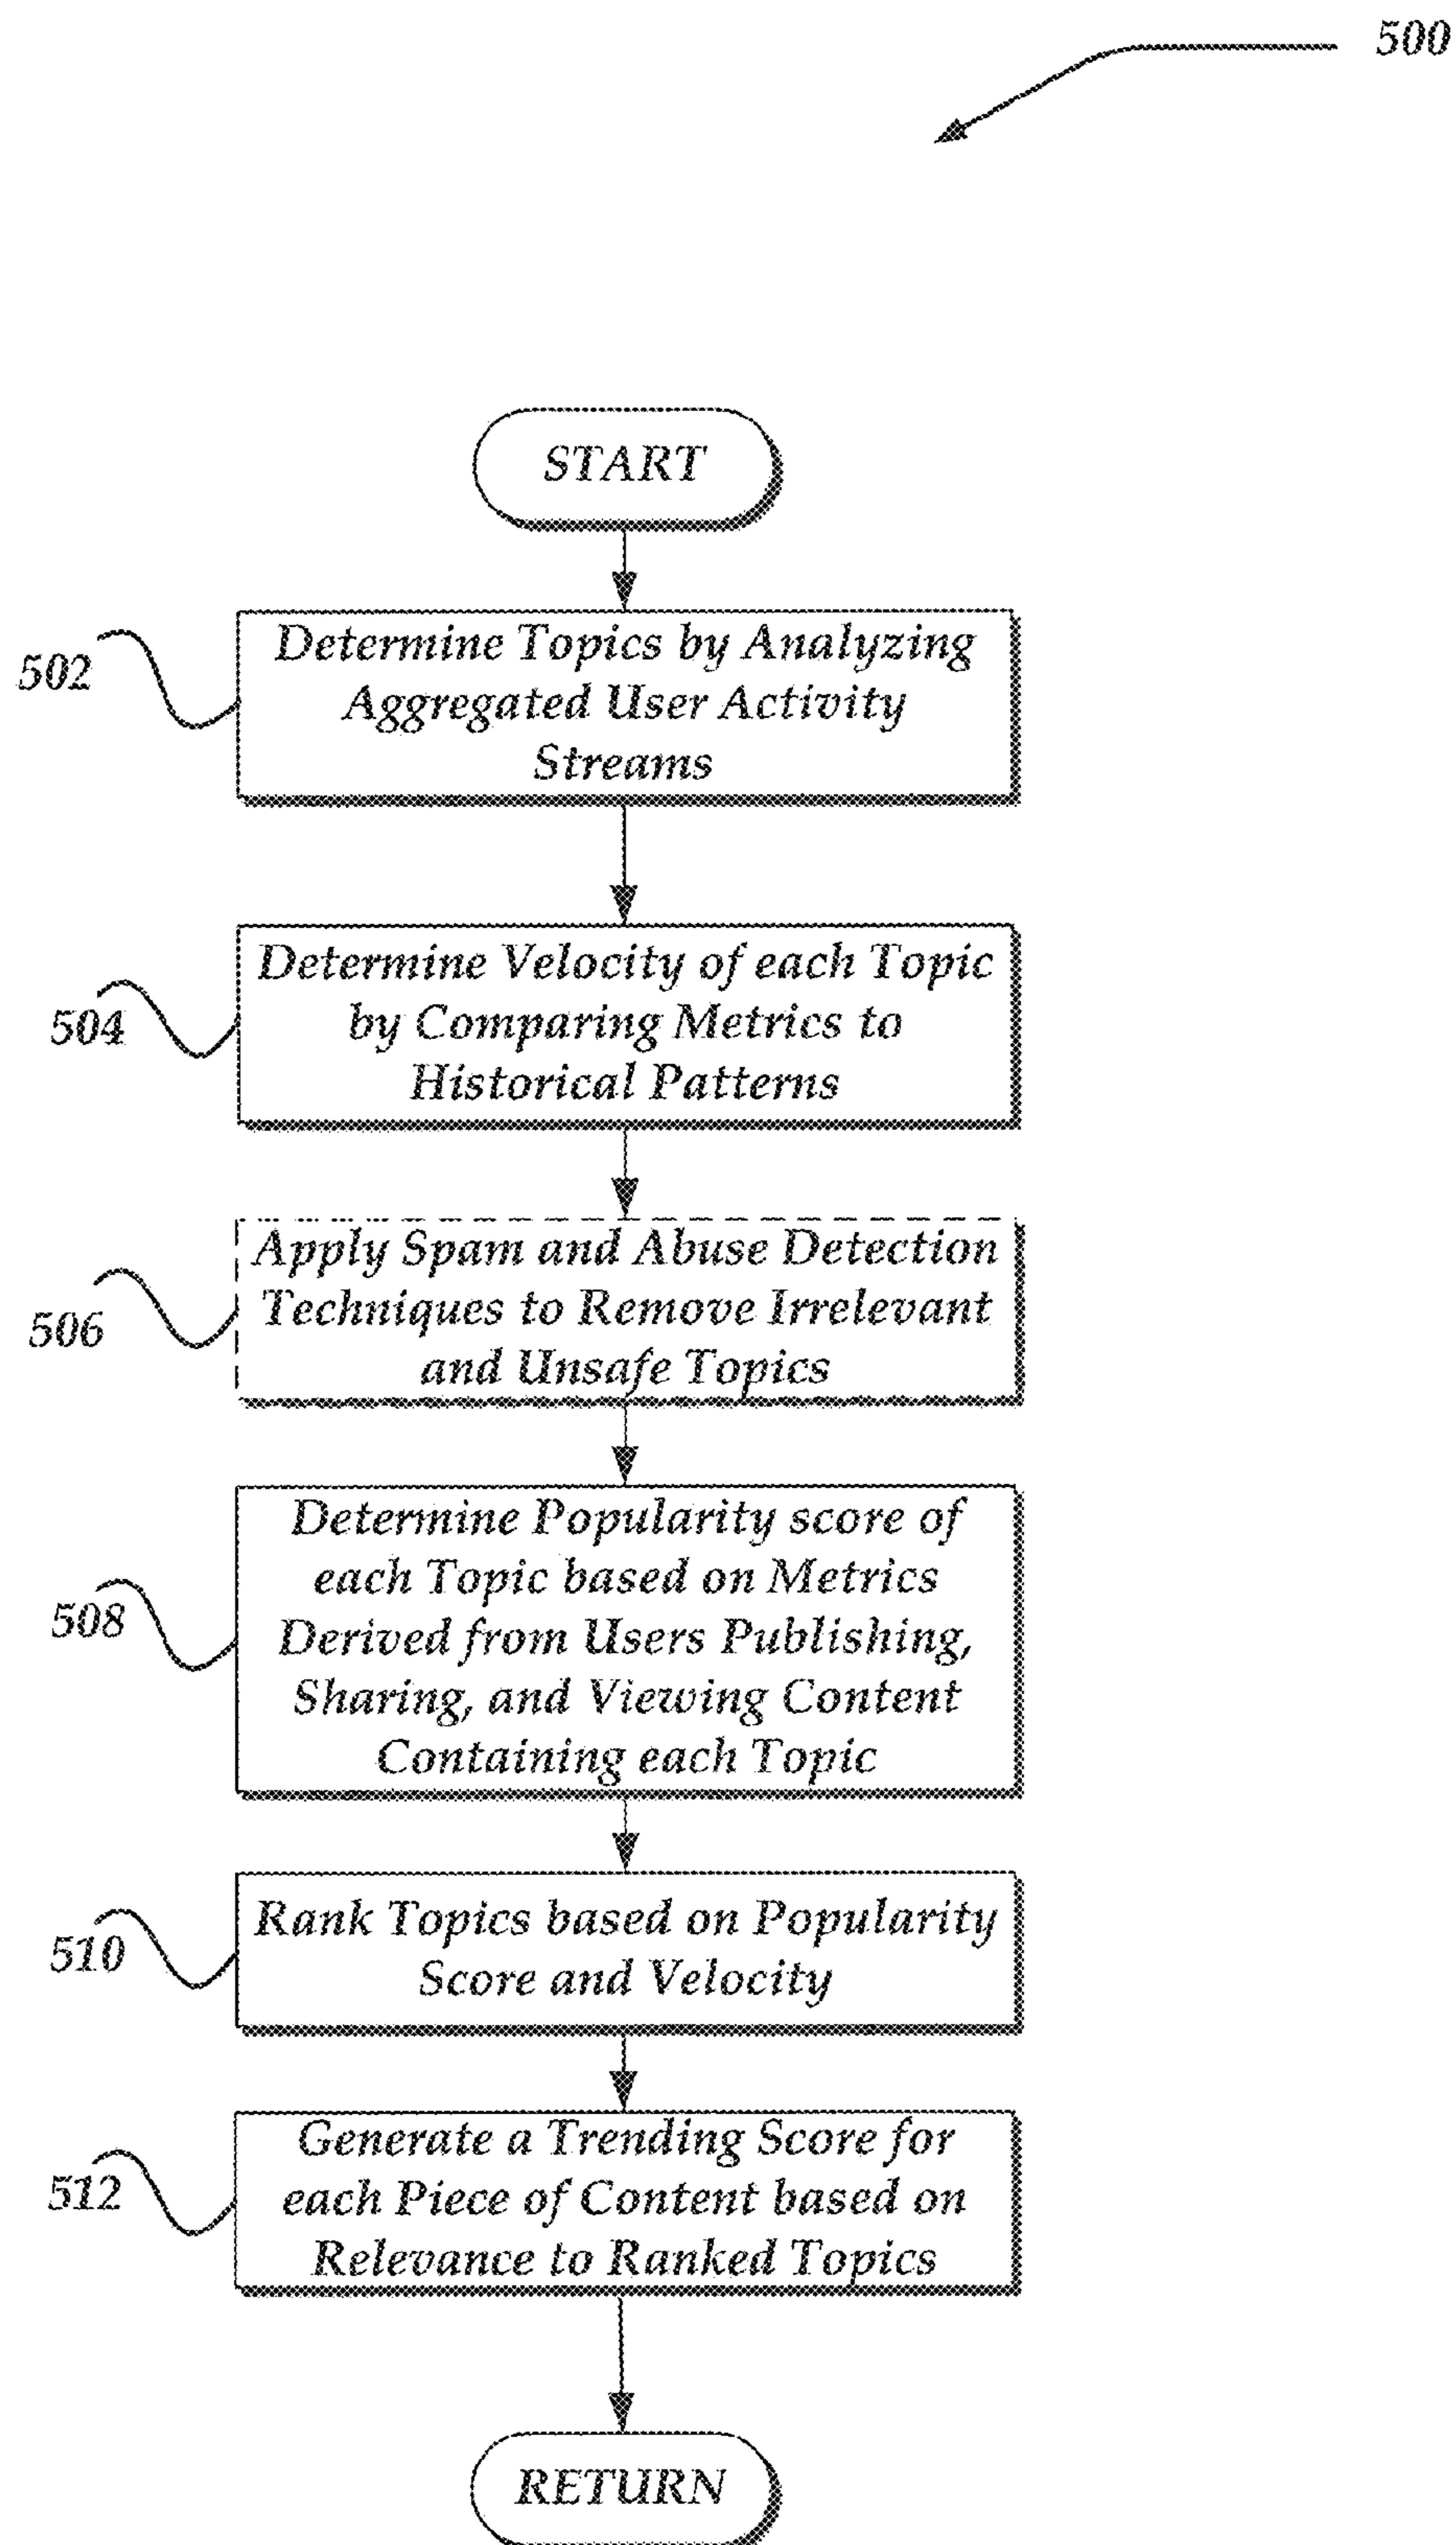 500
START
502
Determine Topics by Analyzing
Aggregated User Activity
Streams
504
Determine Velocity of each Topic
by Comparing Metrics to
Historical Patterns
506
Apply Spam and Abuse Detection
Techniques to Remove Irrelevant
and Unsafe Topics
508
Determine Popularity score of
each Topic based on Metrics
Derived from Users Publishing,
Sharing, and Viewing Content
Containing each Topic
510
Rank Topics based on Popularity
Score and Velocity
512
Generate a Trending Score for
each Piece of Content based on
Relevance to Ranked Topics
RETURN